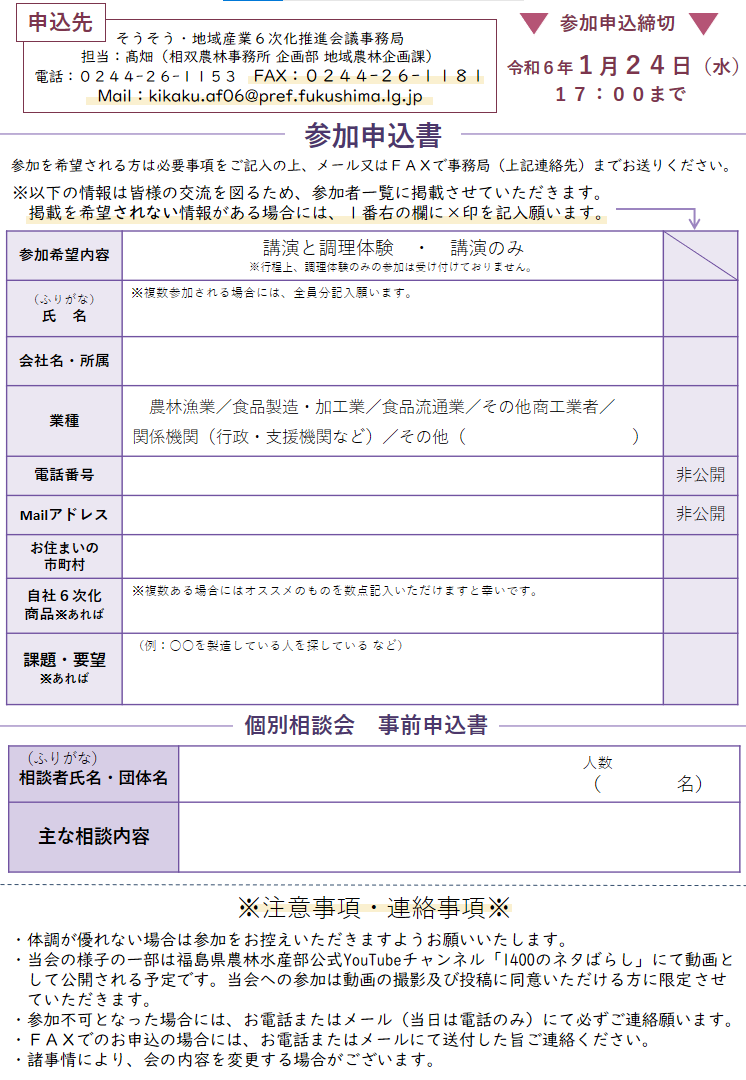 申込先
そうそう・地域産業６次化推進会議事務局
担当：髙畑（相双農林事務所 企画部 地域農林企画課）
電話：０２４４-２６-１１５３　FAX：０２４４-２６-１１８１
Mail：kikaku.af06@pref.fukushima.lg.jp
▼ 参加申込締切 ▼
令和６年１月２４日（水）
１７：００まで
参加申込書
参加を希望される方は必要事項をご記入の上、メール又はＦＡＸで事務局（上記連絡先）までお送りください。
※以下の情報は皆様の交流を図るため、参加者一覧に掲載させていただきます。
掲載を希望されない情報がある場合には、１番右の欄に×印を記入願います。
参加希望内容
講演と調理体験　・　講演のみ
※行程上、調理体験のみの参加は受け付けておりません。
（ふりがな）
氏　名
※複数参加される場合には、全員分記入願います。
会社名・所属
業種
農林漁業／食品製造・加工業／食品流通業／その他商工業者／
関係機関（行政・支援機関など）／その他（　　　　　　　　　　）
電話番号
非公開
Mailアドレス
非公開
お住まいの
市町村
自社６次化
商品※あれば
※複数ある場合にはオススメのものを数点記入いただけますと幸いです。
課題・要望
※あれば
（例：〇〇を製造している人を探している など）
個別相談会　事前申込書
（ふりがな）
相談者氏名・団体名
人数
（　　　　名）
主な相談内容
※注意事項・連絡事項※
・体調が優れない場合は参加をお控えいただきますようお願いいたします。
・当会の様子の一部は福島県農林水産部公式YouTubeチャンネル「1400のネタばらし」にて動画と
して公開される予定です。当会への参加は動画の撮影及び投稿に同意いただける方に限定させ
ていただきます。
・参加不可となった場合には、お電話またはメール（当日は電話のみ）にて必ずご連絡願います。
・ＦＡＸでのお申込の場合には、お電話またはメールにて送付した旨ご連絡ください。
・諸事情により、会の内容を変更する場合がございます。